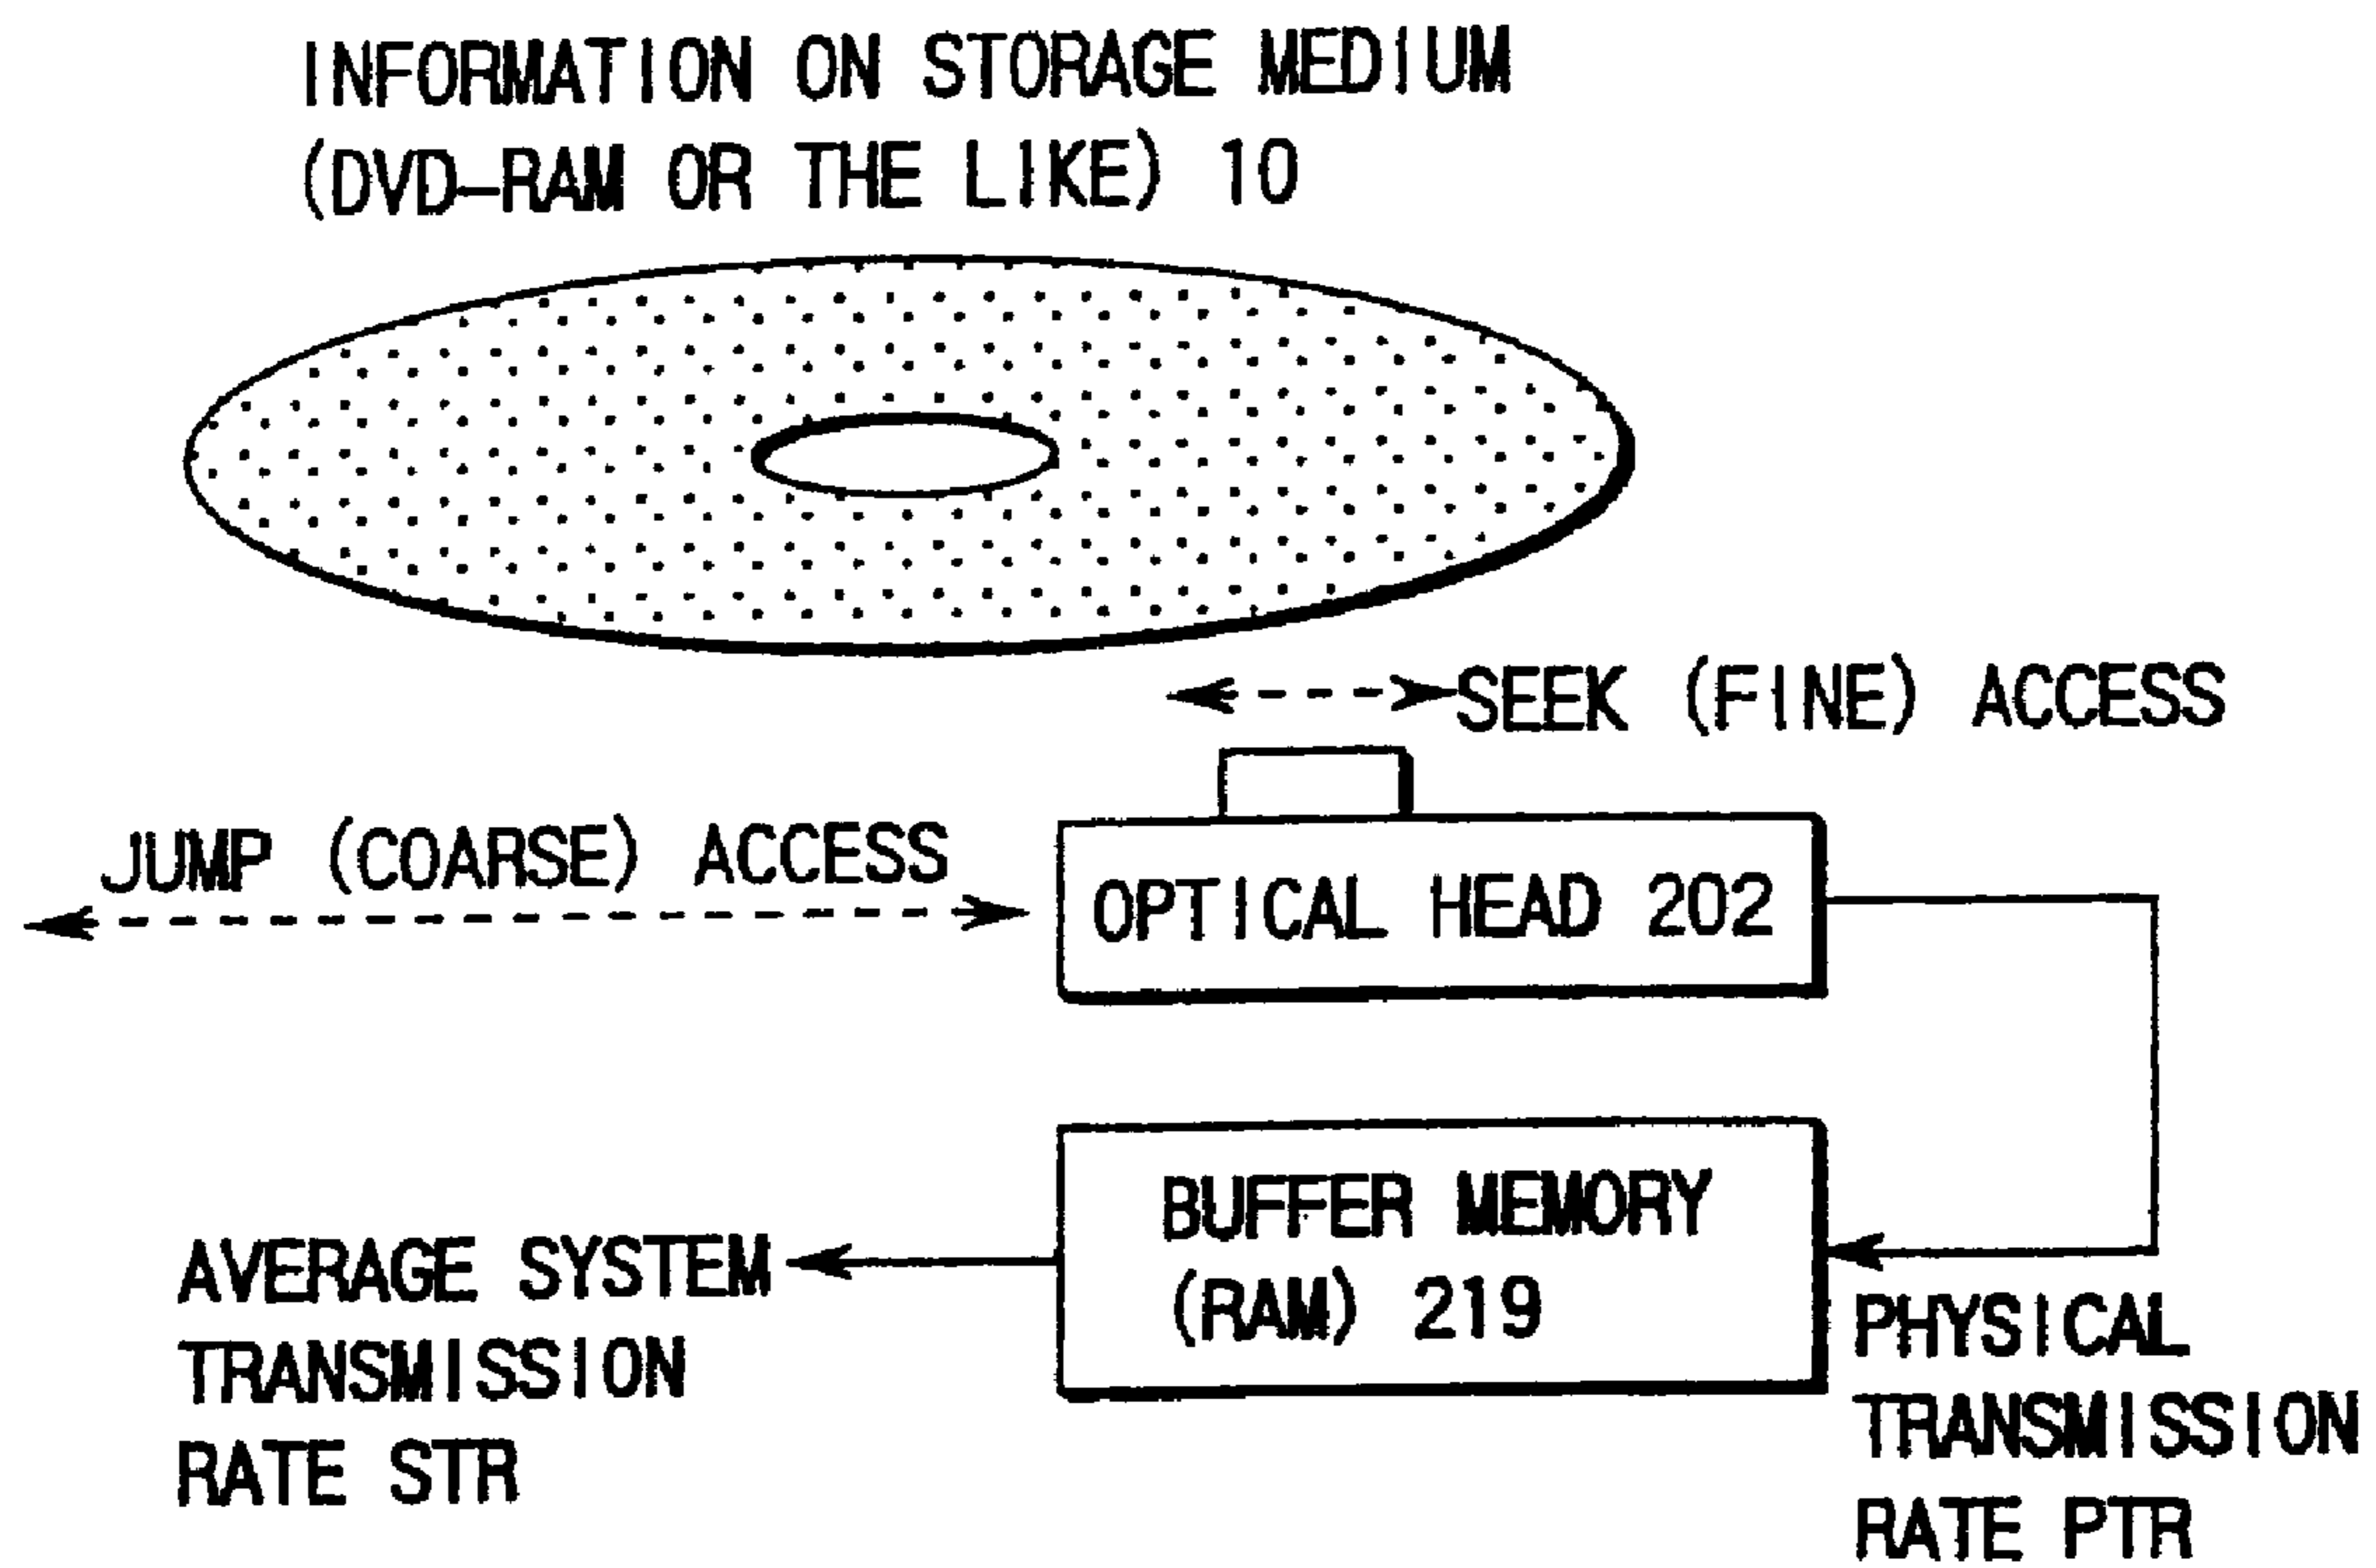 INFORMATION ON STORAGE MEDIUM
(DVD-RAM OR THE LIKE) 10
SEEK (FINE) ACCESS
JUMP (COARSE) ACCESS
OPTICAL HEAD 202
BUFFER MEMORY
(RAM) 219
AVERAGE SYSTEM
TRANSMISSION
RATE STR
PHYSICAL
TRANSMISSION
RATE PTR